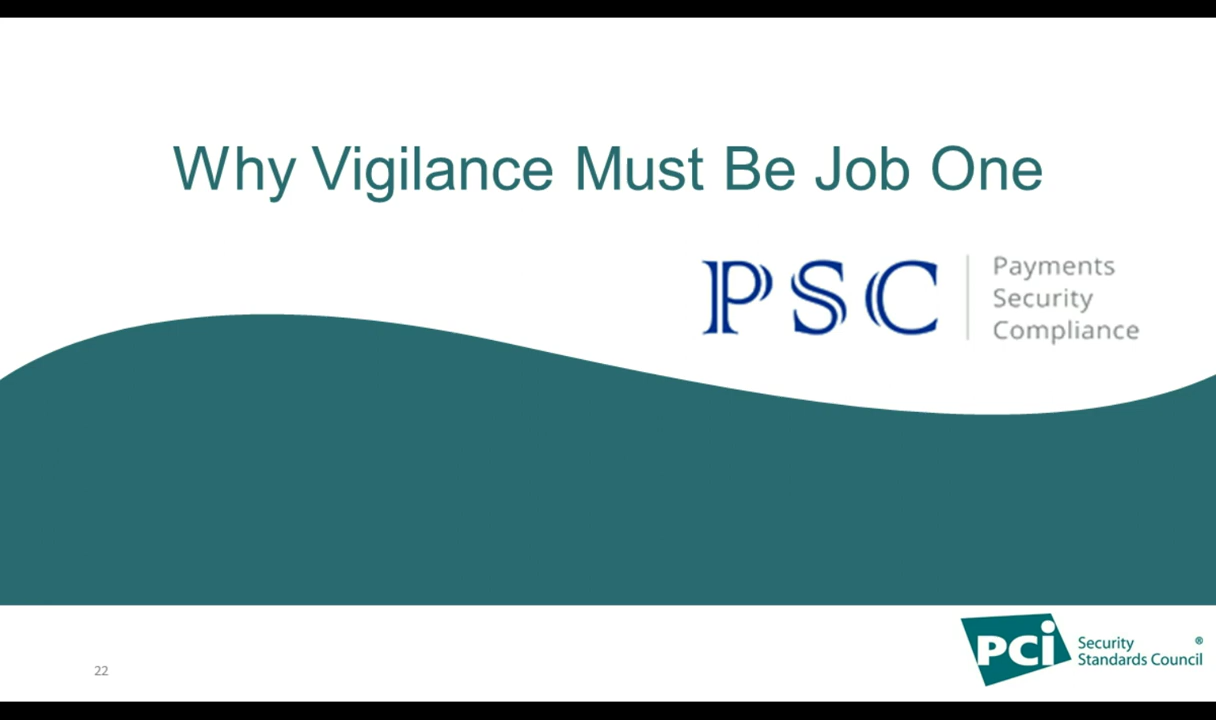 Why Vigilance Must Be Job One
PSC
Payments
Security
Compliance
22
PCi
Security ®
Standards Council